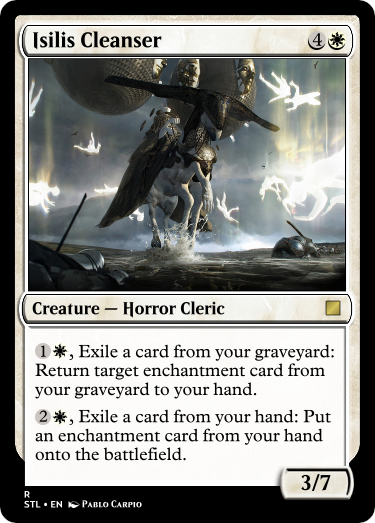 Isilis Cleanser 4
Creature — Horror Cleric
1, Exile a card from your graveyard:
Return target enchantment card from
your graveyard to your hand.
2, Exile a card from your hand: Put
an enchantment card from your hand
onto the battlefield.
3/7
R
STL • EN Pablo Carpio